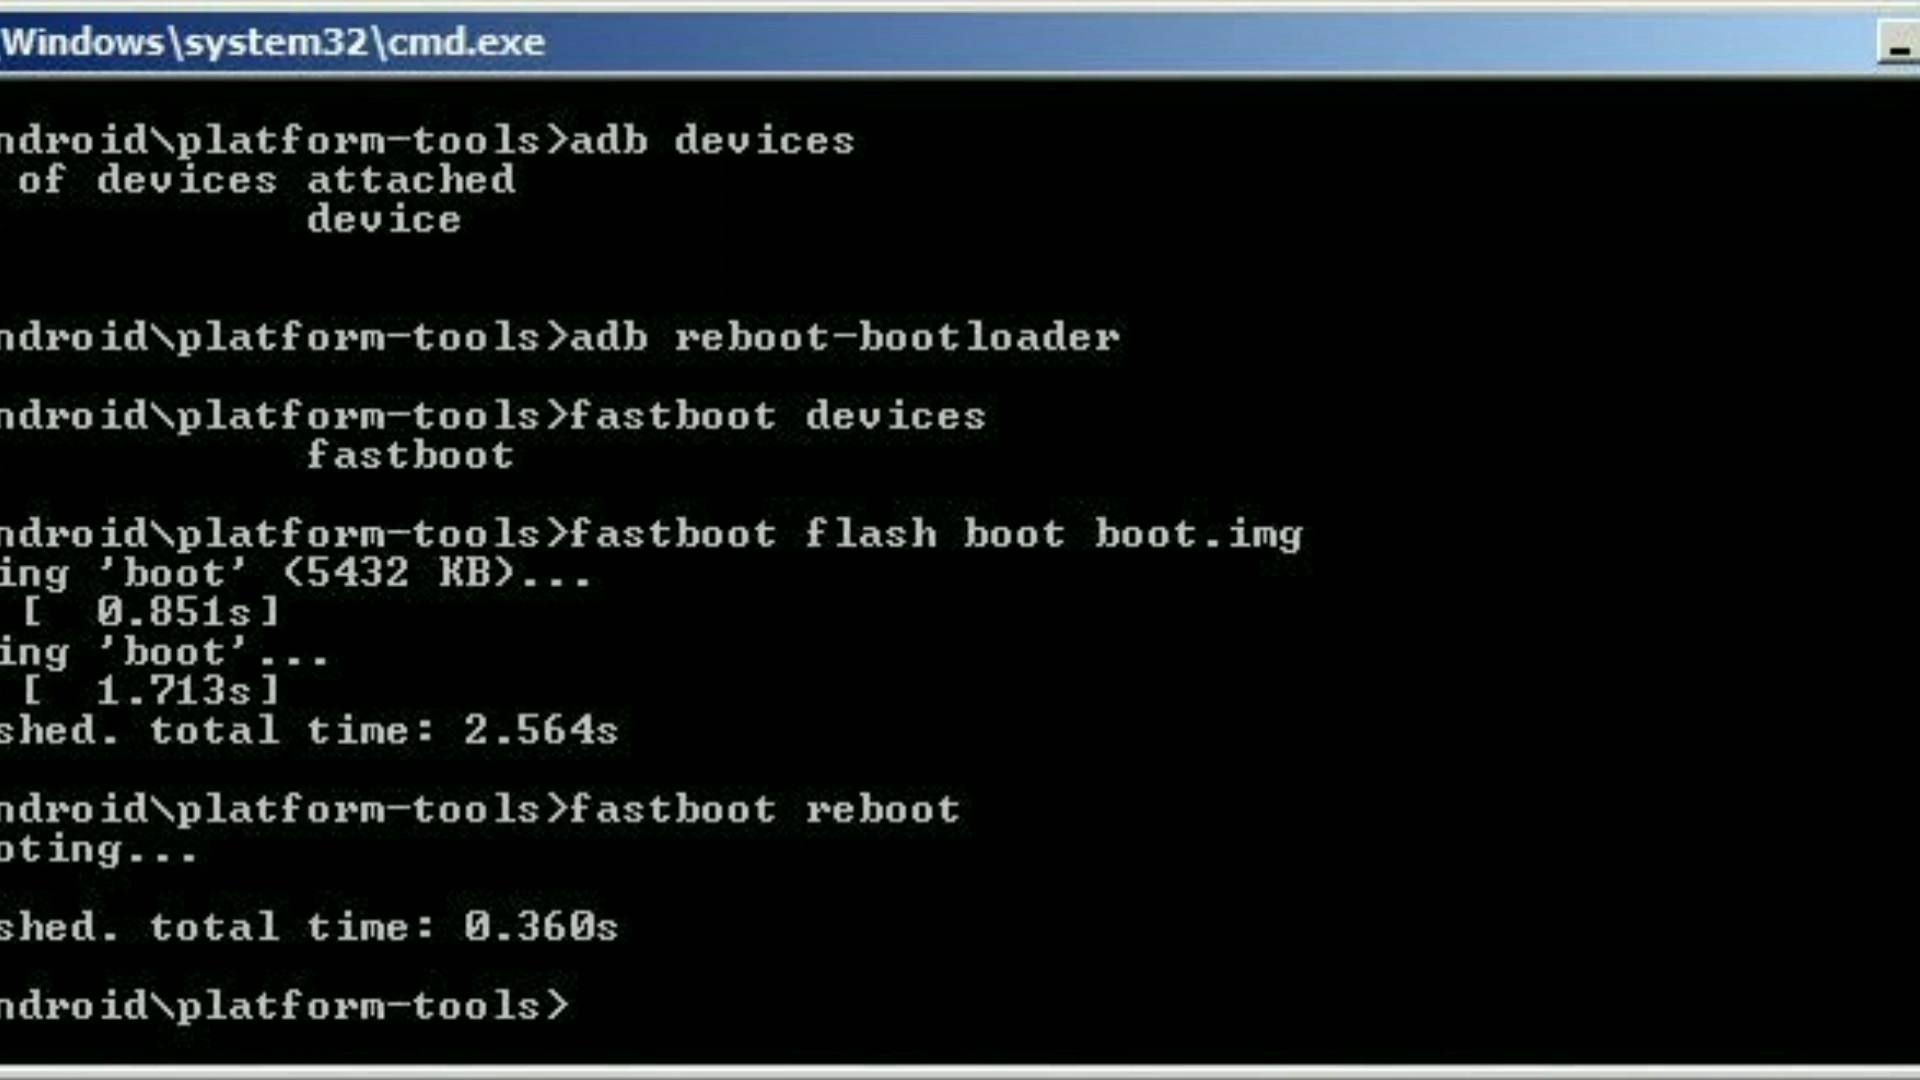 Windows\system32\cmd.exe
ndroid\platform-tools>adb devices
of devices attached
device
ndroid\platform-tools>adb reboot-bootloader
ndroid\platform-tools>fastboot devices
fastboot
ndroid\platform-tools>fastboot flash boot boot.img
ing 'boot' (5432 KB)...
[  0.851s]
ing 'boot'...
[  1.713s]
shed. total time: 2.564s
ndroid\platform-tools>fastboot reboot
oting...
shed. total time: 0.360s
ndroid\platform-tools>